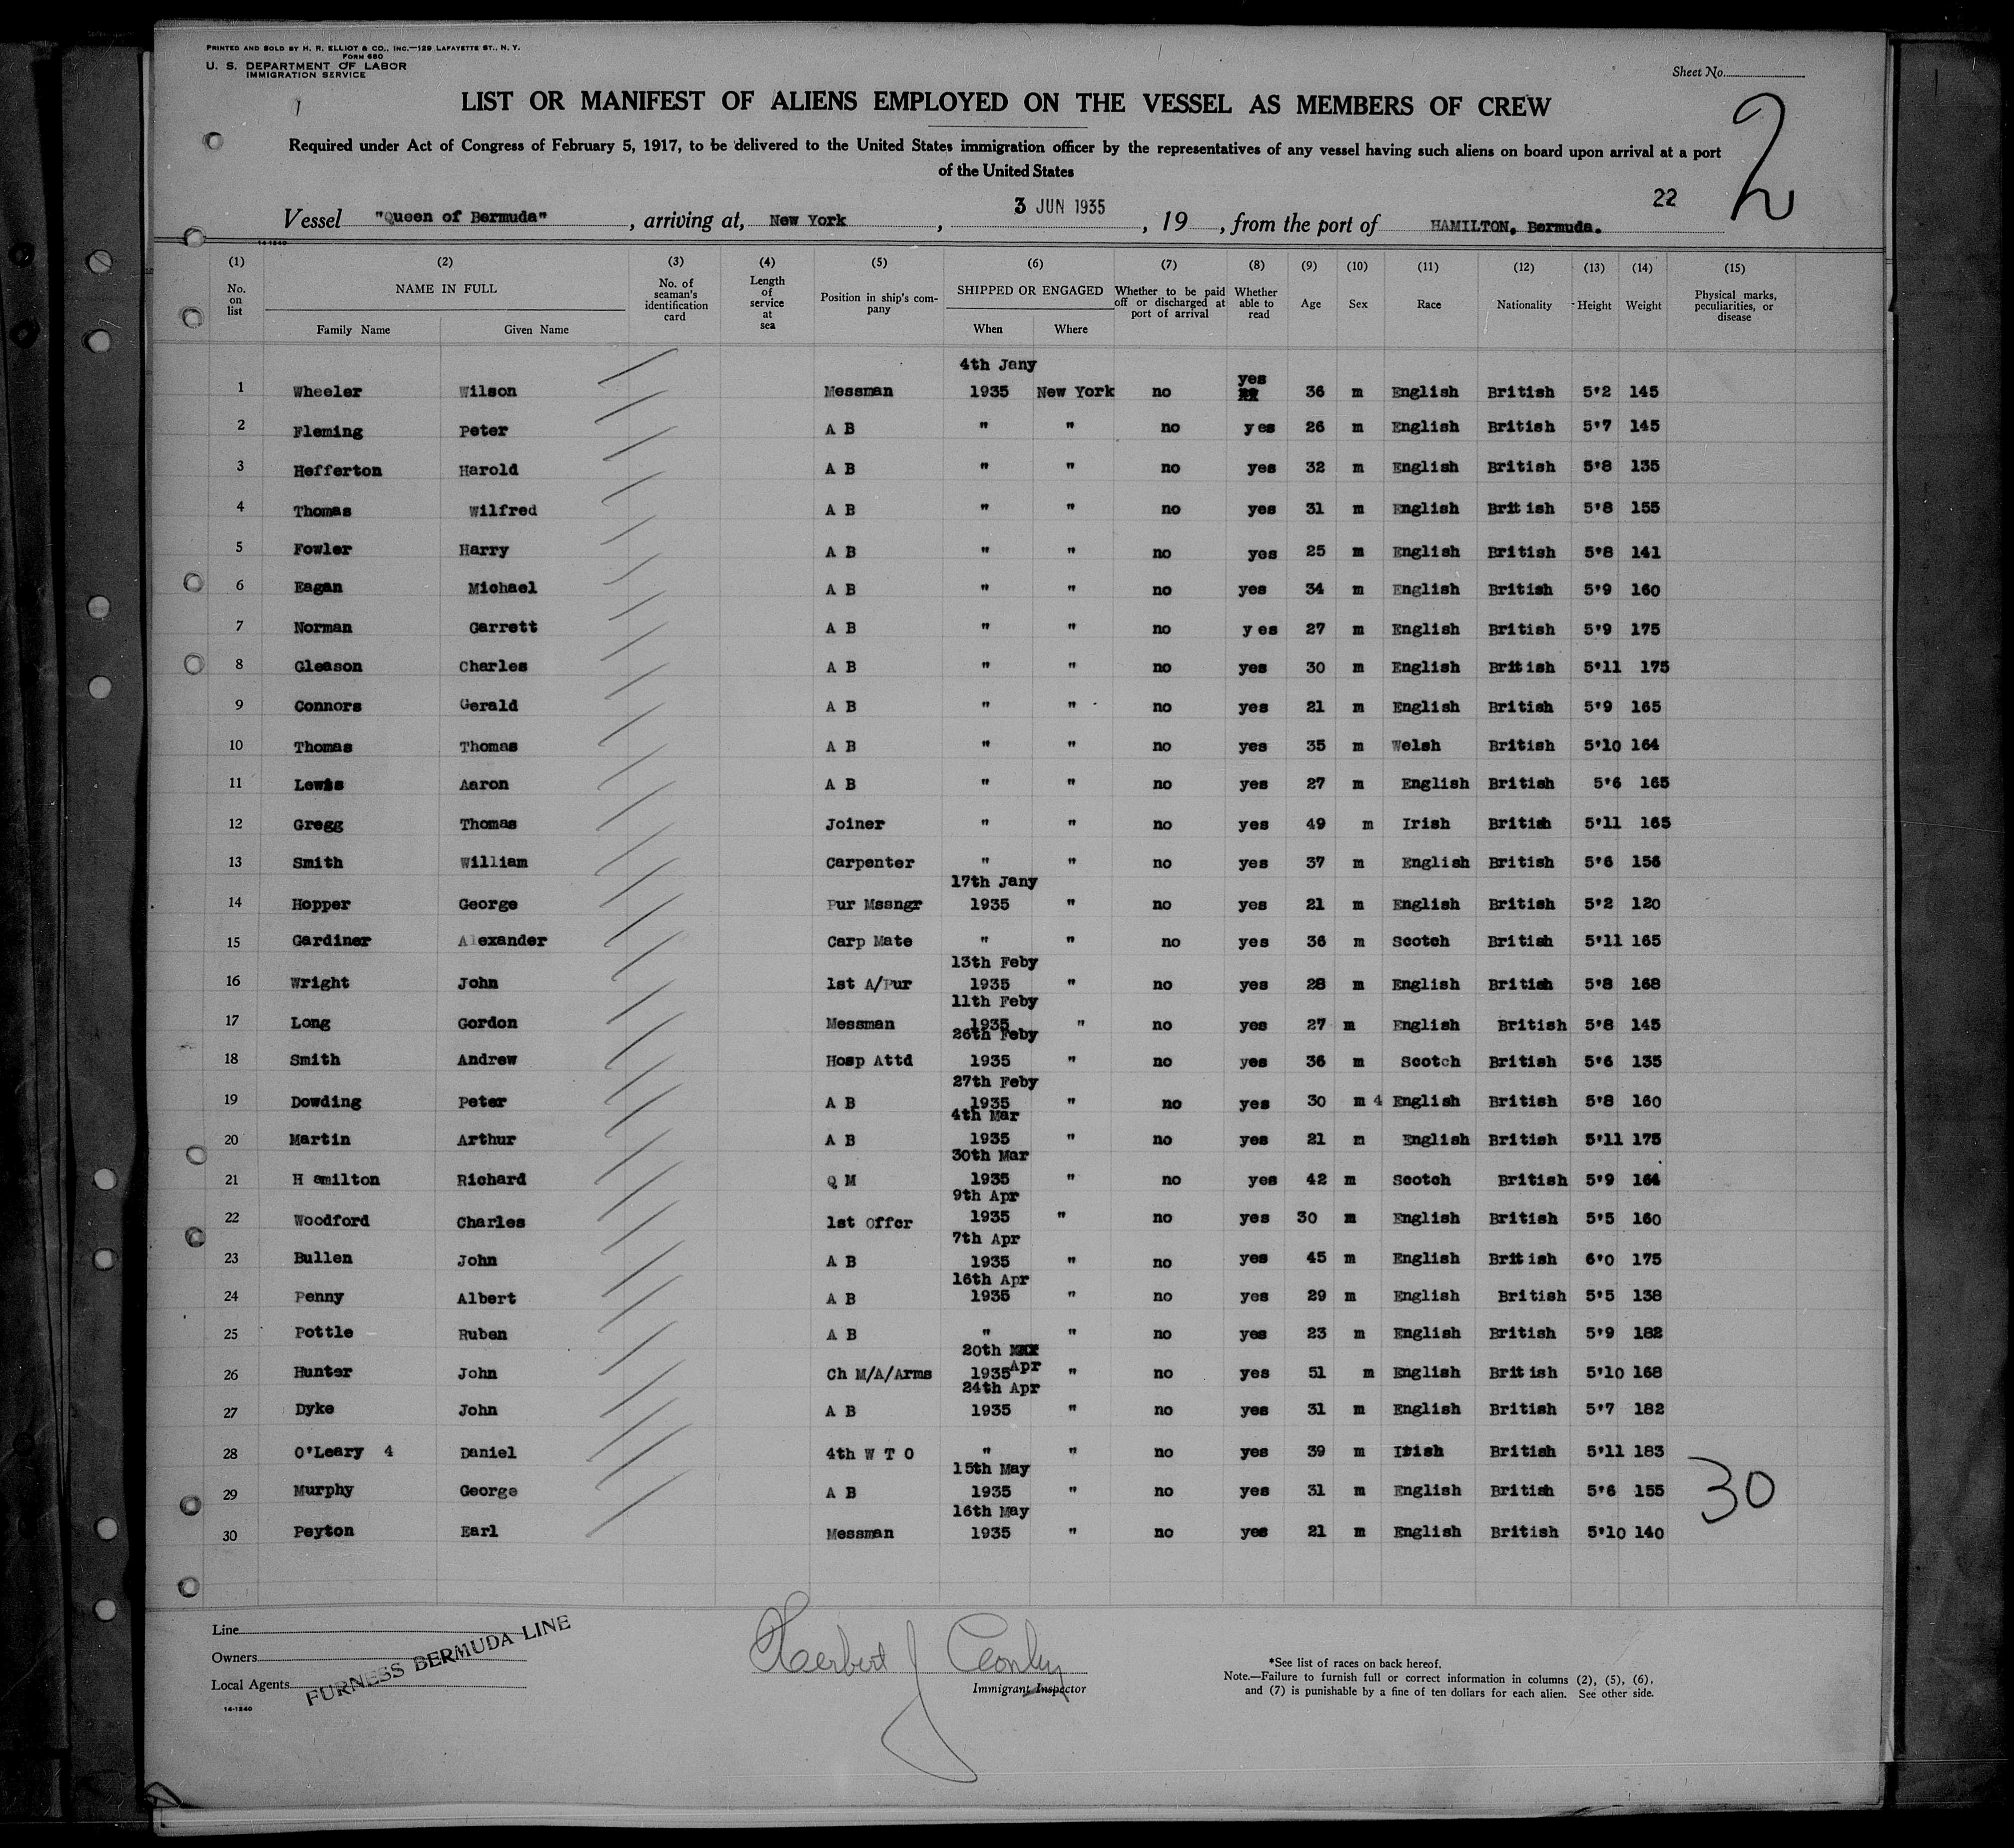 PRINTED AND SOLD BY H. R. ELLIOT & CO., INC.—129 LAFAYETTE ST., N. Y.
FORM 680
U. S. DEPARTMENT OF LABOR
IMMIGRATION SERVICE
Sheet No.
LIST OR MANIFEST OF ALIENS EMPLOYED ON THE VESSEL AS MEMBERS OF CREW
2
Required under Act of Congress of February 5, 1917, to be delivered to the United States immigration officer by the representatives of any vessel having such aliens on board upon arrival at a port
of the United States
22
Vessel "Queen of Bermuda", arriving at, New York, 3 JUN 1935, 19, from the port of HAMILTON, Bermuda.
14-1240
(1) (2) (3) (4) (5) (6) (7) (8) (9) (10) (11) (12) (13) (14) (15)
No. on list NAME IN FULL Family Name Given Name No. of seaman's identification card Length of service at sea Position in ship's company SHIPPED OR ENGAGED When Where Whether to be paid off or discharged at port of arrival Whether able to read Age Sex Race Nationality Height Weight Physical marks, peculiarities, or disease
4th Jany
yes
1 Wheeler Wilson Messman 1935 New York no 36 m English British 5'2 145
2 Fleming Peter A B " " no yes 26 m English British 5'7 145
3 Hefferton Harold A B " " no yes 32 m English British 5'8 135
4 Thomas Wilfred A B " " no yes 31 m English British 5'8 155
5 Fowler Harry A B " " no yes 25 m English British 5'8 141
6 Eagan Michael A B " " no yes 34 m English British 5'9 160
7 Norman Garrett A B " " no yes 27 m English British 5'9 175
8 Gleason Charles A B " " no yes 30 m English British 5'11 175
9 Connors Gerald A B " " no yes 21 m English British 5'9 165
10 Thomas Thomas A B " " no yes 35 m Welsh British 5'10 164
11 Lewis Aaron A B " " no yes 27 m English British 5'6 165
12 Gregg Thomas Joiner " " no yes 49 m Irish British 5'11 165
13 Smith William Carpenter " " no yes 37 m English British 5'6 156
17th Jany
14 Hopper George Pur Mssngr 1935 " no yes 21 m English British 5'2 120
15 Gardiner Alexander Carp Mate " " no yes 36 m Scotch British 5'11 165
13th Feby
16 Wright John 1st A/Pur 1935 " no yes 28 m English British 5'8 168
11th Feby
17 Long Gordon Messman 1935 " no yes 27 m English British 5'8 145
26th Feby
18 Smith Andrew Hosp Attd 1935 " no yes 36 m Scotch British 5'6 135
27th Feby
19 Dowding Peter A B 1935 " no yes 30 m 4 English British 5'8 160
4th Mar
20 Martin Arthur A B 1935 " no yes 21 m English British 5'11 175
30th Mar
21 H amilton Richard Q M 1935 " no yes 42 m Scotch British 5'9 164
9th Apr
22 Woodford Charles 1st Offcr 1935 " no yes 30 m English British 5'5 160
7th Apr
23 Bullen John A B 1935 " no yes 45 m English British 6'0 175
16th Apr
24 Penny Albert A B 1935 " no yes 29 m English British 5'5 138
25 Pottle Ruben A B " " no yes 23 m English British 5'9 182
20th
Apr
26 Hunter John Ch M/A/Arms 1935 " no yes 51 m English British 5'10 168
24th Apr
27 Dyke John A B 1935 " no yes 31 m English British 5'7 182
28 O'Leary 4 Daniel 4th W T O " " no yes 39 m Irish British 5'11 183
15th May
29 Murphy George A B 1935 " no yes 31 m English British 5'6 155
30
16th May
30 Peyton Earl Messman 1935 " no yes 21 m English British 5'10 140
Line
Owners
Local Agents
FURNESS BERMUDA LINE
Herbert J Conley
Immigrant Inspector
*See list of races on back hereof.
Note.—Failure to furnish full or correct information in columns (2), (5), (6),
and (7) is punishable by a fine of ten dollars for each alien. See other side.
14-1240